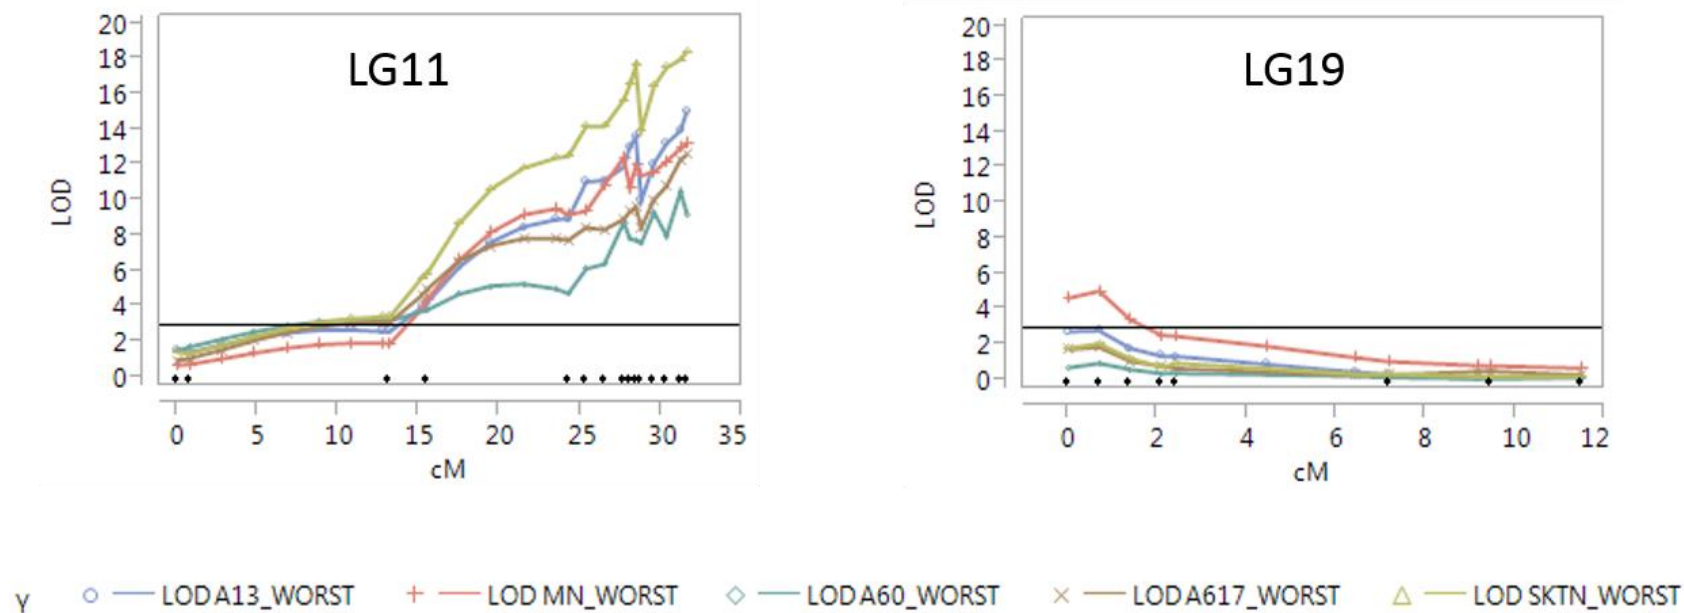 LG11
20
18
16
14
12
10
8
6
4
2
0
LOD
0 5 10 15 20 25 30 35
cM
LG19
20
18
16
14
12
10
8
6
4
2
0
LOD
0 2 4 6 8 10 12
cM
Y LOD A13_WORST LOD MN_WORST LOD A60_WORST LOD A617_WORST LOD SKTN_WORST